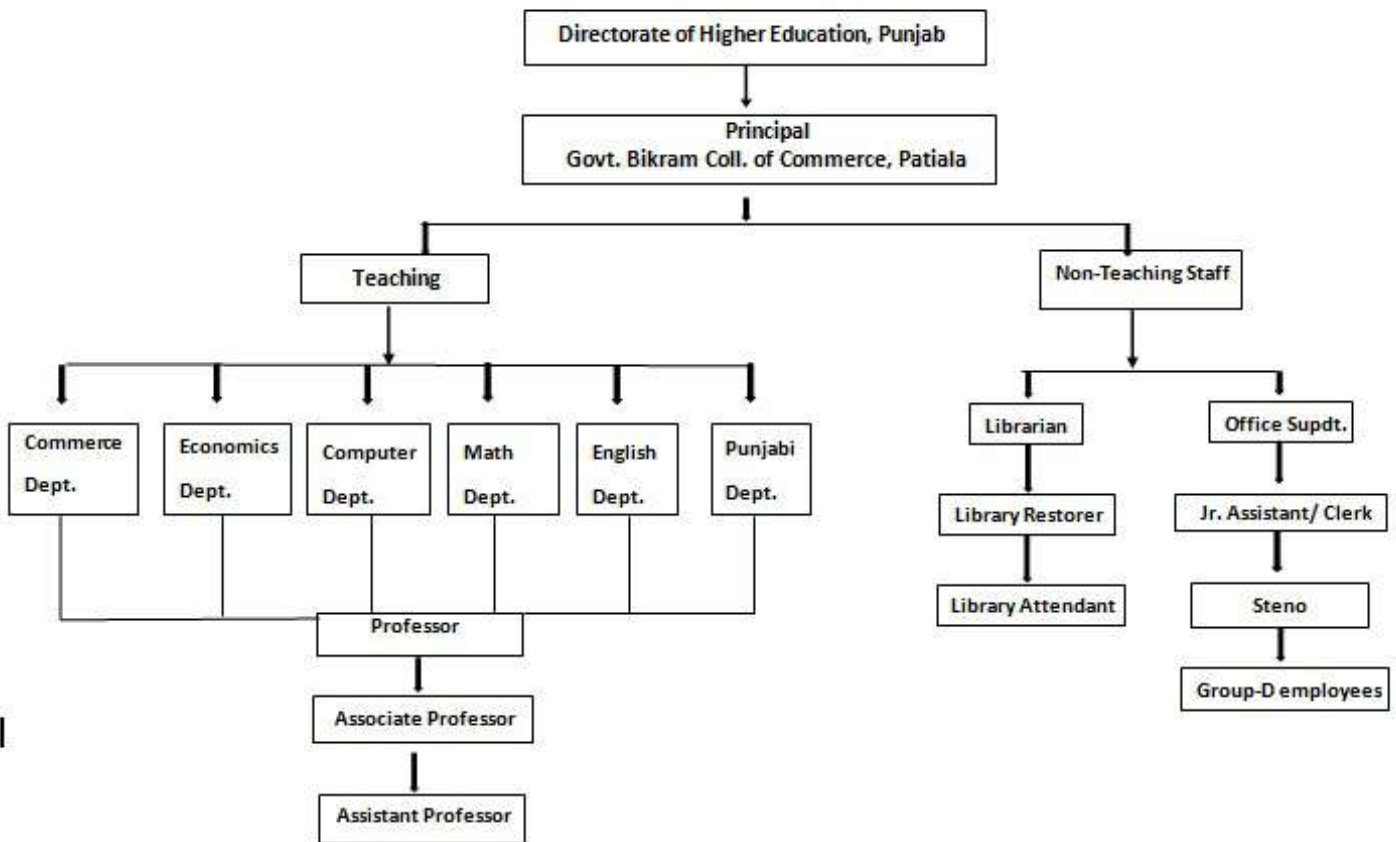 Directorate of Higher Education, Punjab
Principal
Govt. Bikram Coll. of Commerce, Patiala
Teaching
Non-Teaching Staff
Commerce
Dept.
Economics
Dept.
Computer
Dept.
Math
Dept.
English
Dept.
Punjabi
Dept.
Librarian
Office Supdt.
Library Restorer
Jr. Assistant/ Clerk
Library Attendant
Steno
Group-D employees
Professor
Associate Professor
Assistant Professor